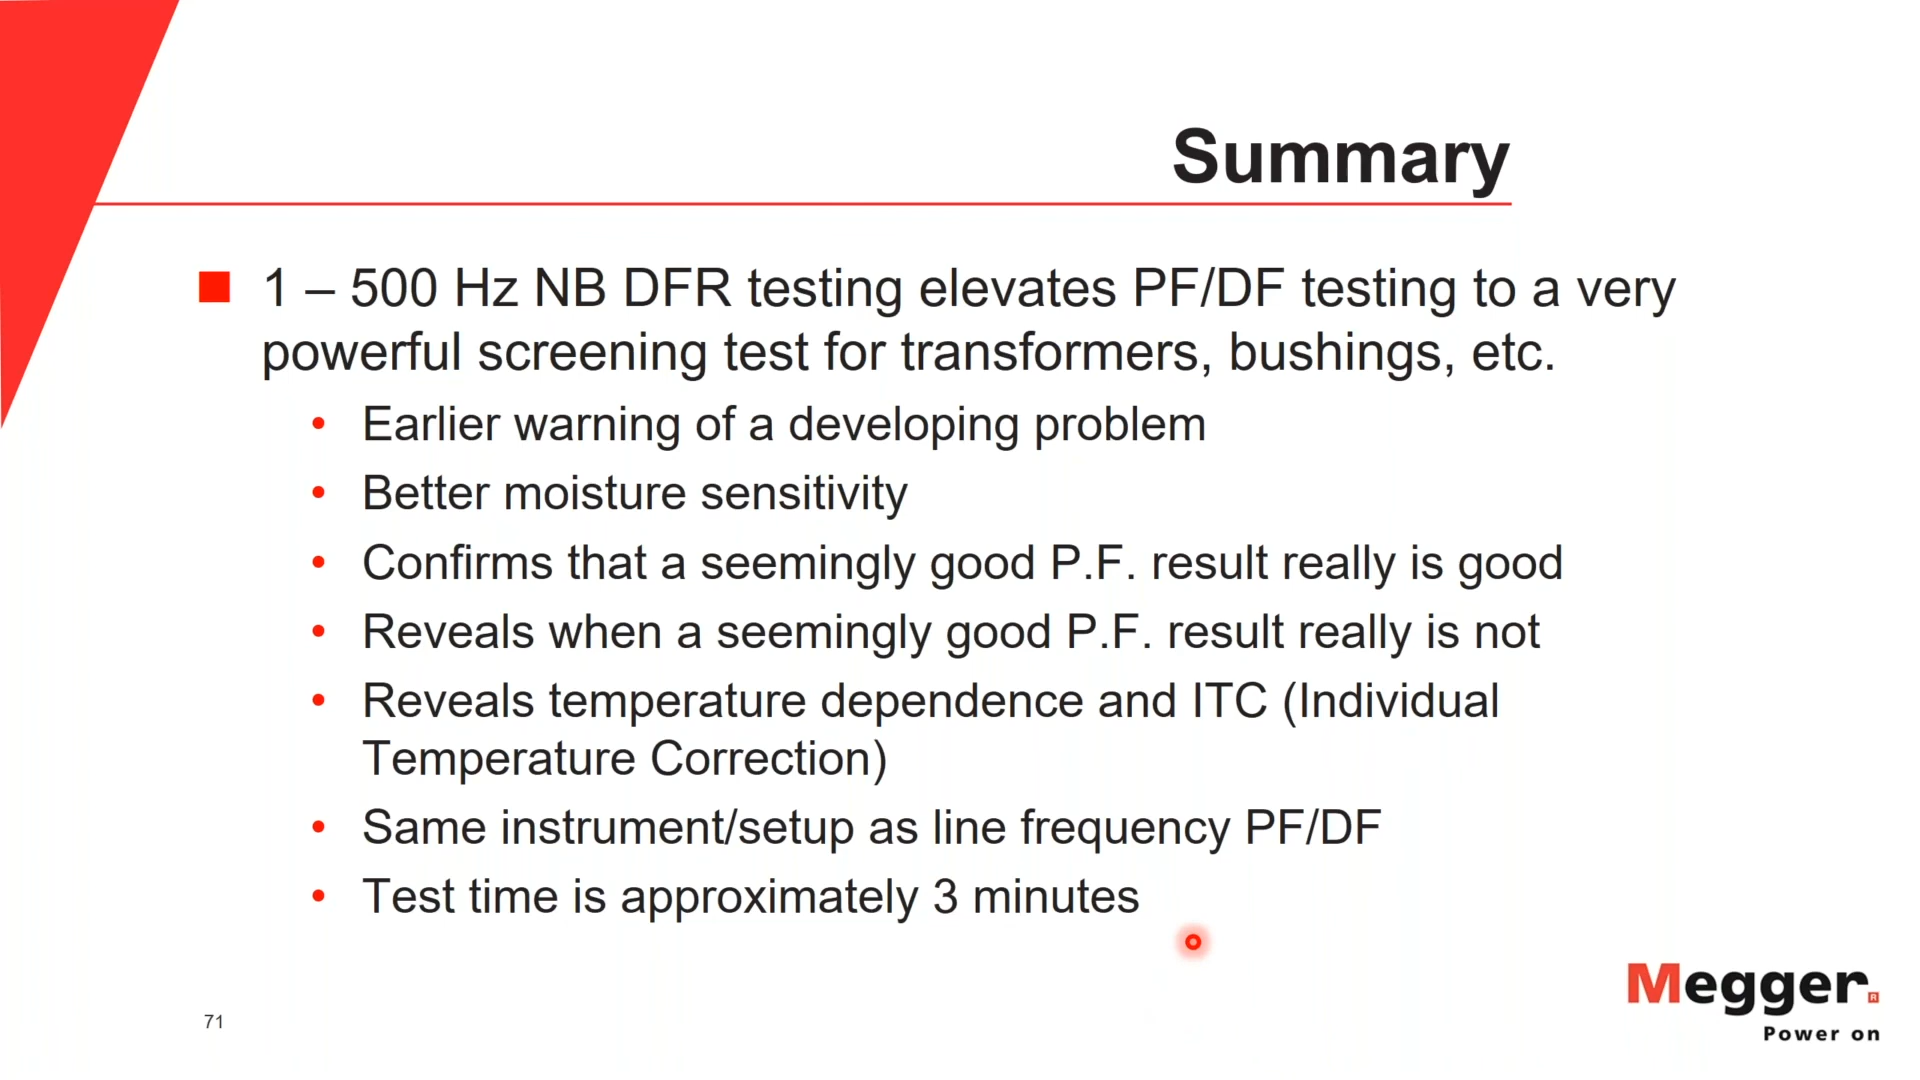 Summary
1 – 500 Hz NB DFR testing elevates PF/DF testing to a very
powerful screening test for transformers, bushings, etc.
• Earlier warning of a developing problem
• Better moisture sensitivity
• Confirms that a seemingly good P.F. result really is good
• Reveals when a seemingly good P.F. result really is not
• Reveals temperature dependence and ITC (Individual
Temperature Correction)
• Same instrument/setup as line frequency PF/DF
• Test time is approximately 3 minutes
Megger.®
Power on
71